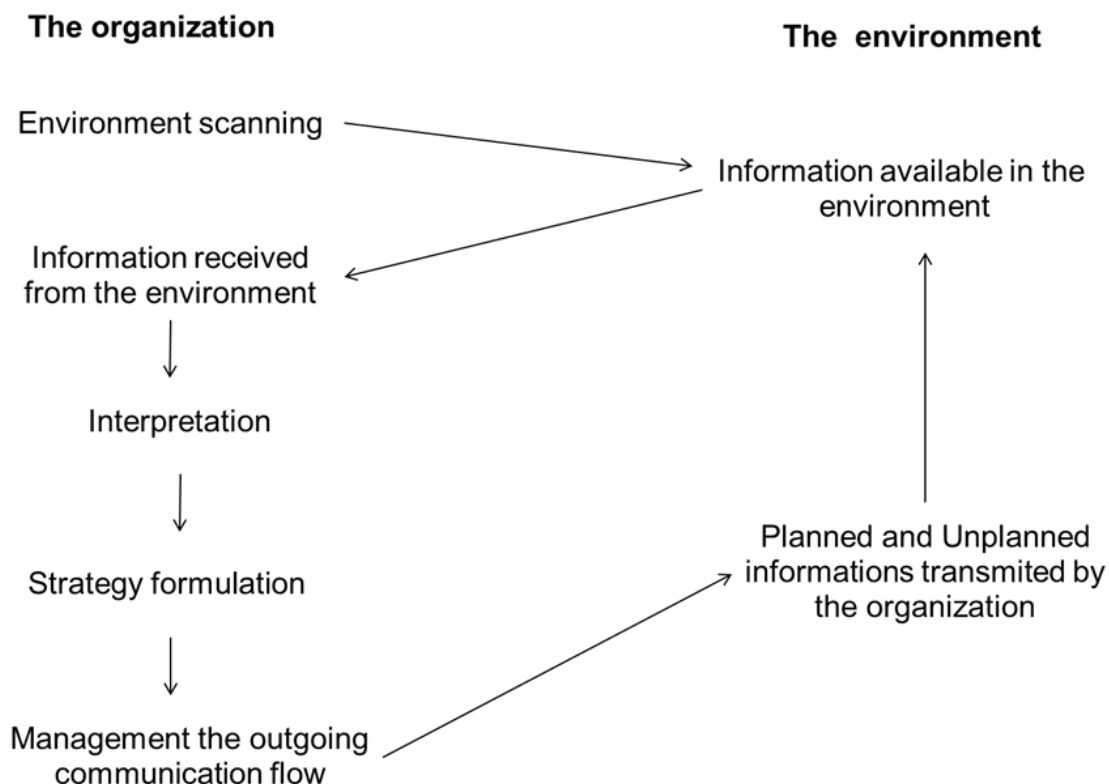 The organization
The environment
Environment scanning
Information available in the
environment
Information received
from the environment
Interpretation
Planned and Unplanned
informations transmited by
the organization
Strategy formulation
Management the outgoing
communication flow